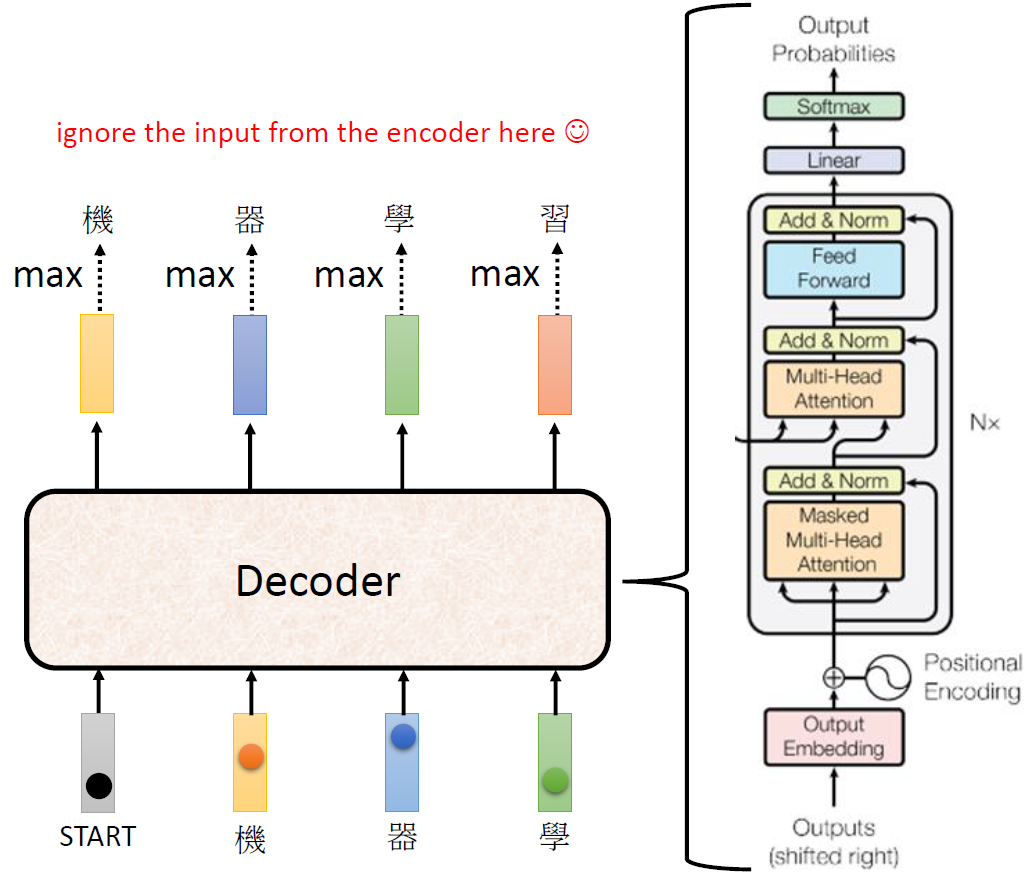 ignore the input from the encoder here ☺
機 器 學 習
max max max max
Decoder
START 機 器 學
Output
Probabilities
Softmax
Linear
Add & Norm
Feed
Forward
Add & Norm
Multi-Head
Attention
N×
Add & Norm
Masked
Multi-Head
Attention
Positional
Encoding
Output
Embedding
Outputs
(shifted right)